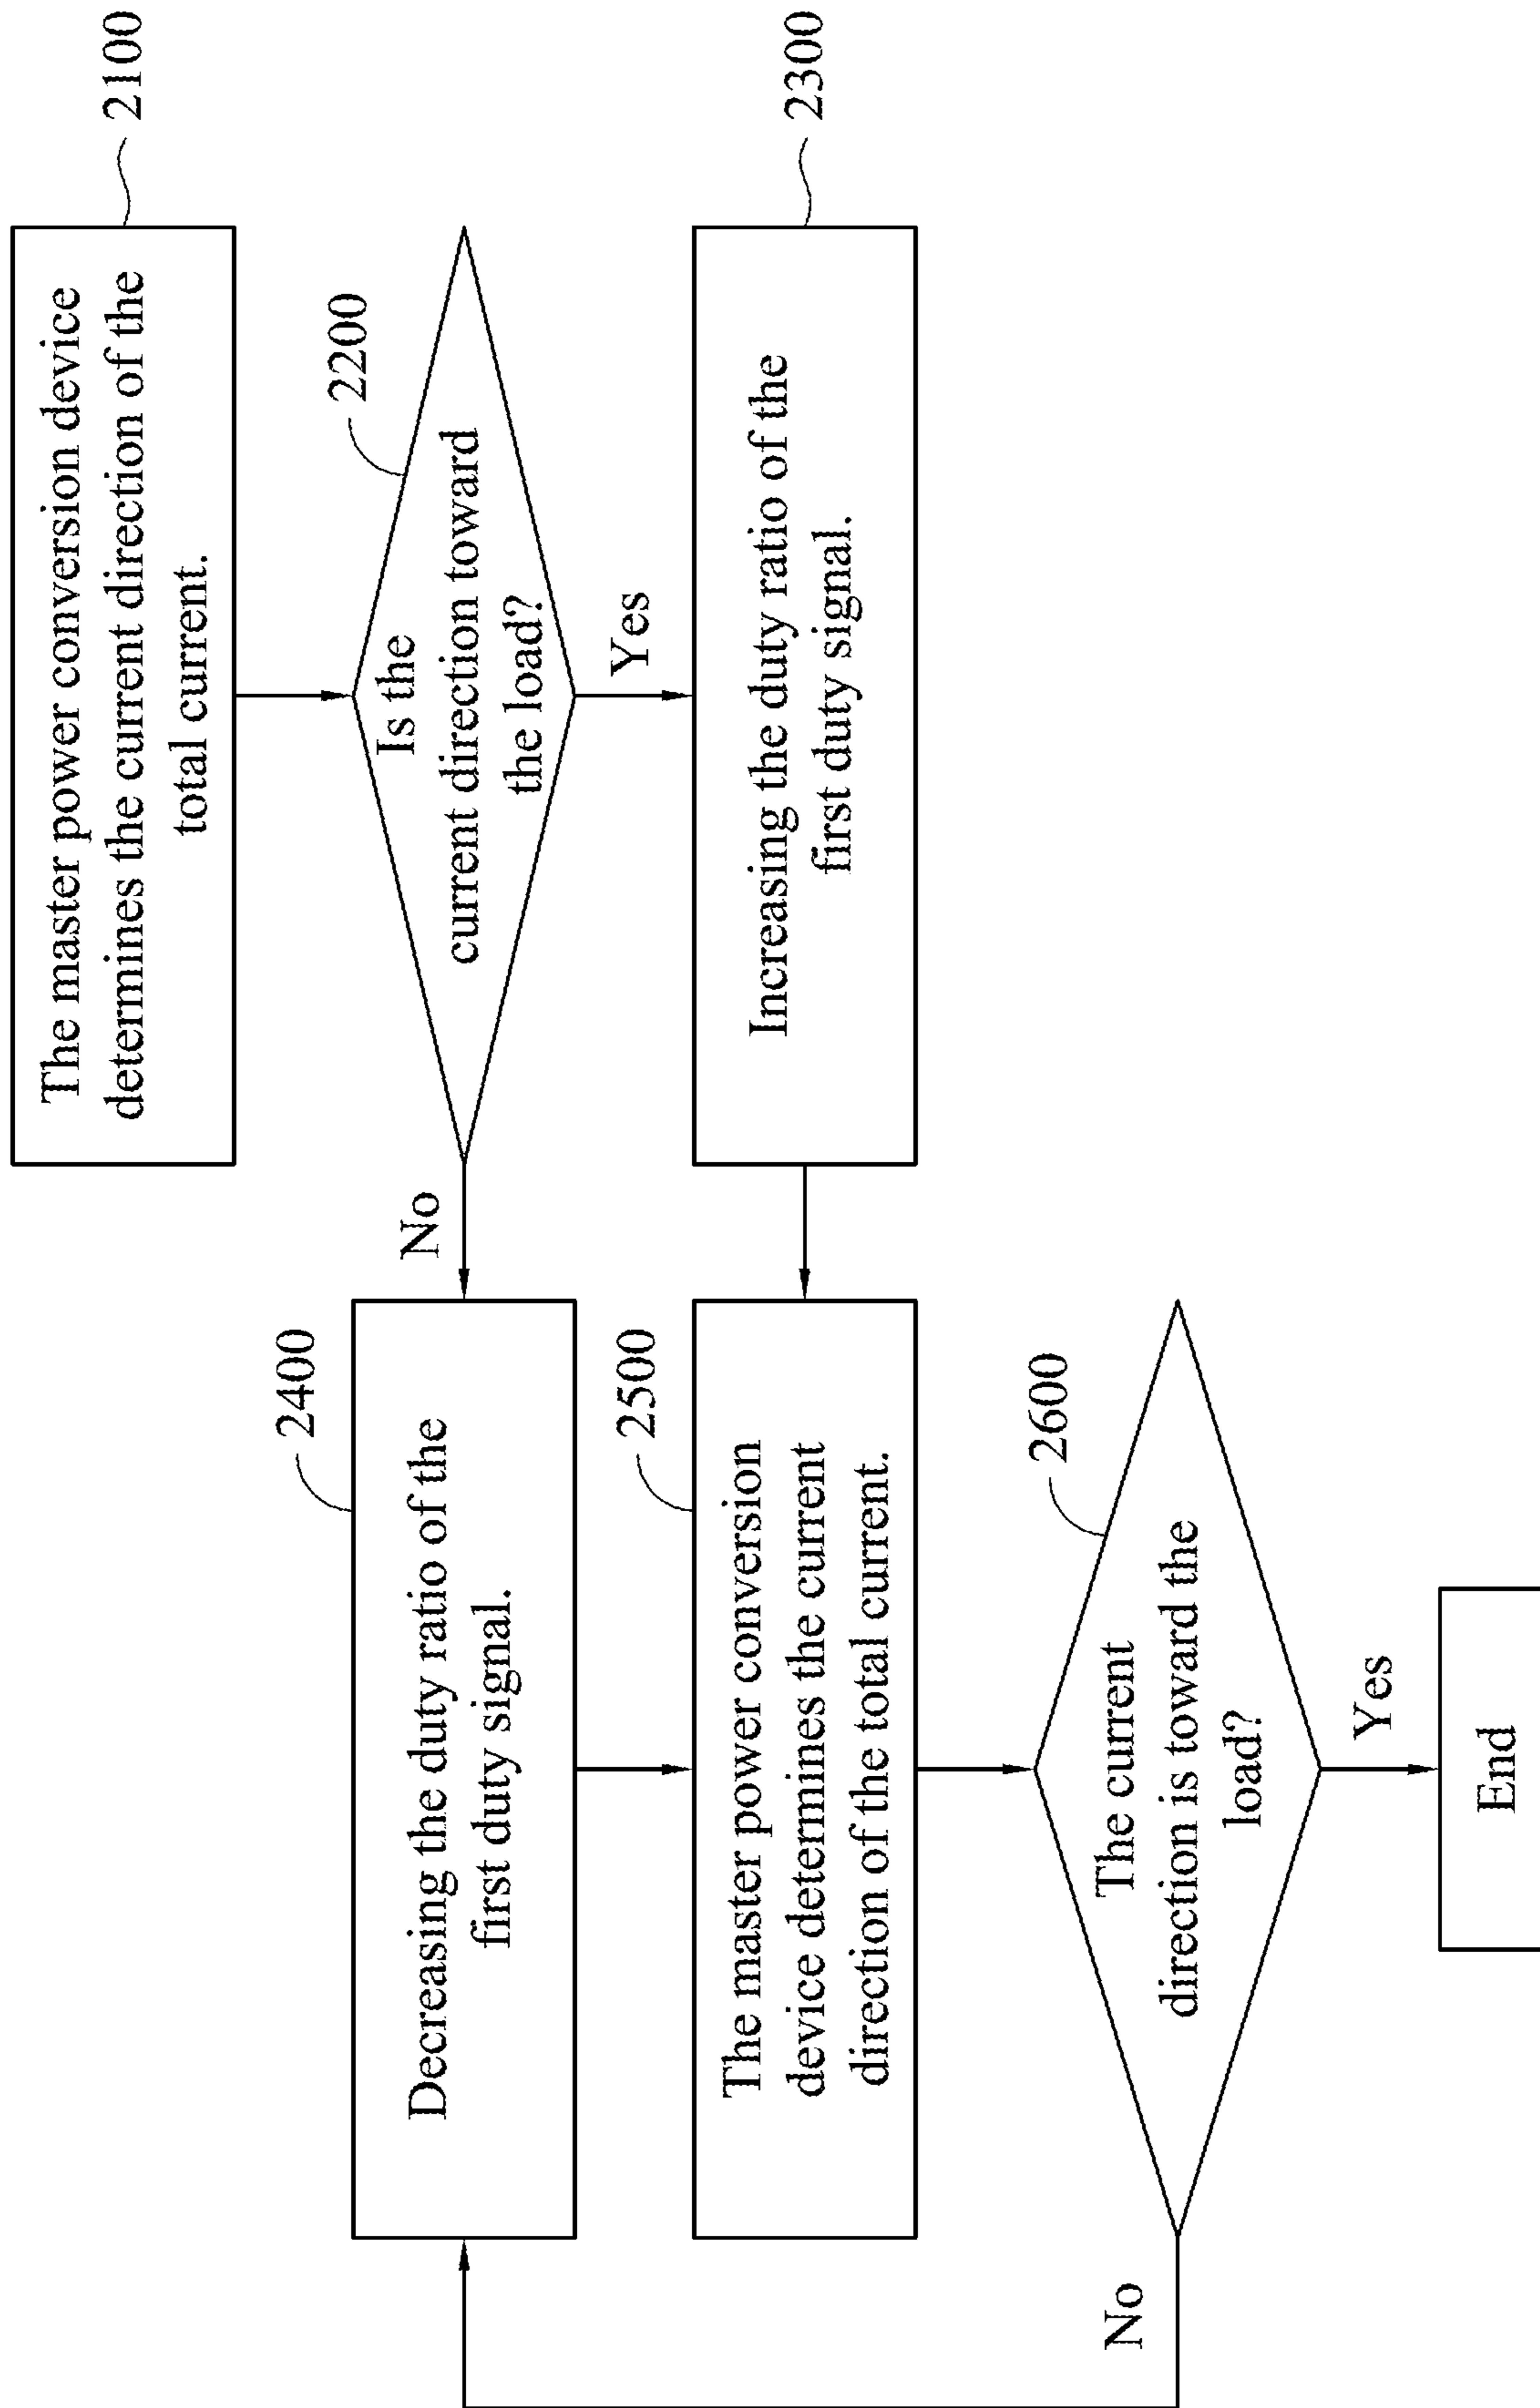 The master power conversion device
determines the current direction of the
total current.
2100
Is the
current direction toward
the load?
2200
No
Yes
Increasing the duty ratio of the
first duty signal.
2300
Decreasing the duty ratio of the
first duty signal.
2400
The master power conversion
device determines the current
direction of the total current.
2500
The current
direction is toward the
load?
2600
No
Yes
End